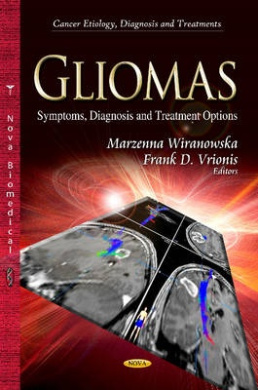 Cancer Etiology, Diagnosis and Treatments
GLIOMAS
Symptoms, Diagnosis and Treatment Options
Marzenna Wiranowska
Frank D. Vrionis
Editors
Nova Biomedical
NOVA